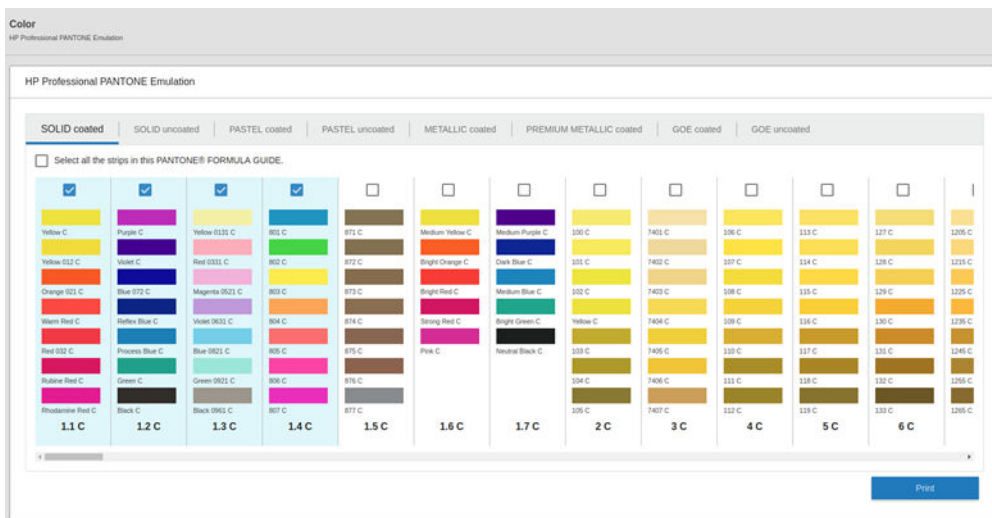 Color
HP Professional PANTONE Emulation
HP Professional PANTONE Emulation
SOLID coated SOLID uncoated PASTEL coated PASTEL uncoated METALLIC coated PREMIUM METALLIC coated GOE coated GOE uncoated
Select all the strips in this PANTONE® FORMULA GUIDE.
Yellow C Purple C Yellow 0131 C 801 C 871 C Medium Yellow C Medium Purple C 100 C 7401 C 106 C 113 C 127 C 1205 C
Yellow 012 C Violet C Red 0331 C 802 C 872 C Bright Orange C Dark Blue C 101 C 7402 C 107 C 114 C 128 C 1215 C
Orange 021 C Blue 072 C Magenta 0521 C 803 C 873 C Bright Red C Medium Blue C 102 C 7403 C 108 C 115 C 129 C 1225 C
Warm Red C Reflex Blue C Violet 0631 C 804 C 874 C Strong Red C Bright Green C Yellow C 7404 C 109 C 116 C 130 C 1235 C
Red 032 C Process Blue C Blue 0821 C 805 C 875 C Pink C Neutral Black C 103 C 7405 C 110 C 117 C 131 C 1245 C
Rubine Red C Green C Green 0921 C 806 C 876 C 104 C 7406 C 111 C 118 C 132 C 1255 C
Rhodamine Red C Black C Black 0961 C 807 C 877 C 105 C 7407 C 112 C 119 C 133 C 1265 C
1.1 C 1.2 C 1.3 C 1.4 C 1.5 C 1.6 C 1.7 C 2 C 3 C 4 C 5 C 6 C
Print